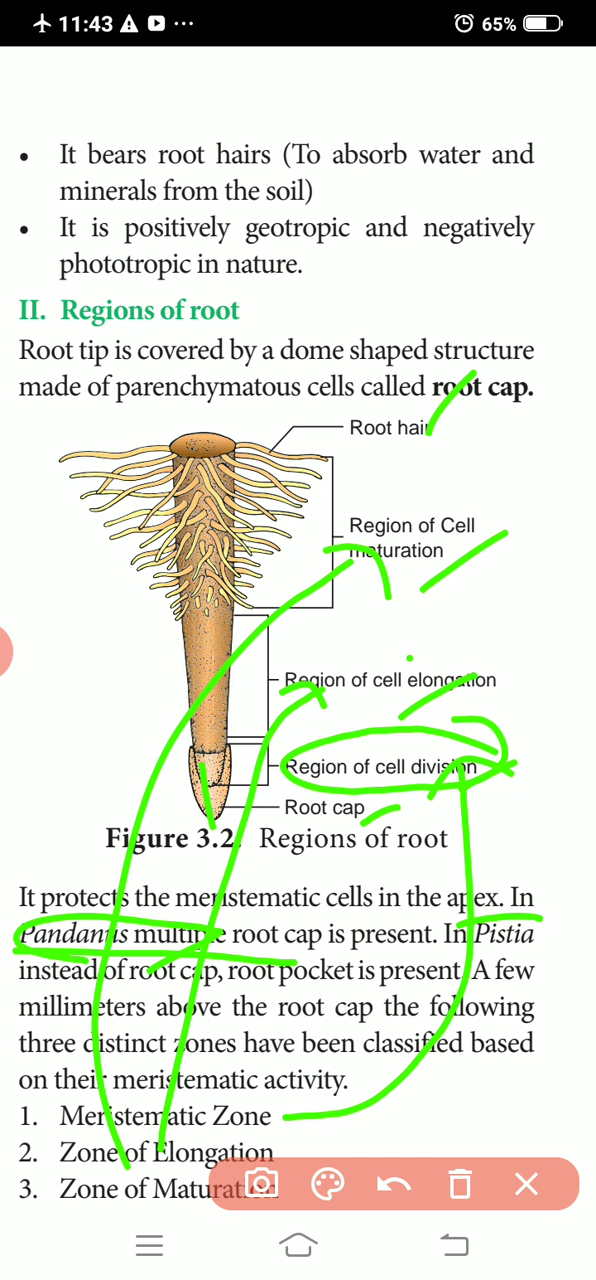 11:43
65%
• It bears root hairs (To absorb water and
minerals from the soil)
• It is positively geotropic and negatively
phototropic in nature.
II. Regions of root
Root tip is covered by a dome shaped structure
made of parenchymatous cells called root cap.
Root hair
Region of Cell
maturation
Region of cell elongation
Region of cell division
Root cap
Figure 3.2 Regions of root
It protects the meristematic cells in the apex. In
Pandanus multiple root cap is present. In Pistia
instead of root cap, root pocket is present. A few
millimeters above the root cap the following
three distinct zones have been classified based
on their meristematic activity.
1. Meristematic Zone
2. Zone of Elongation
3. Zone of Maturation